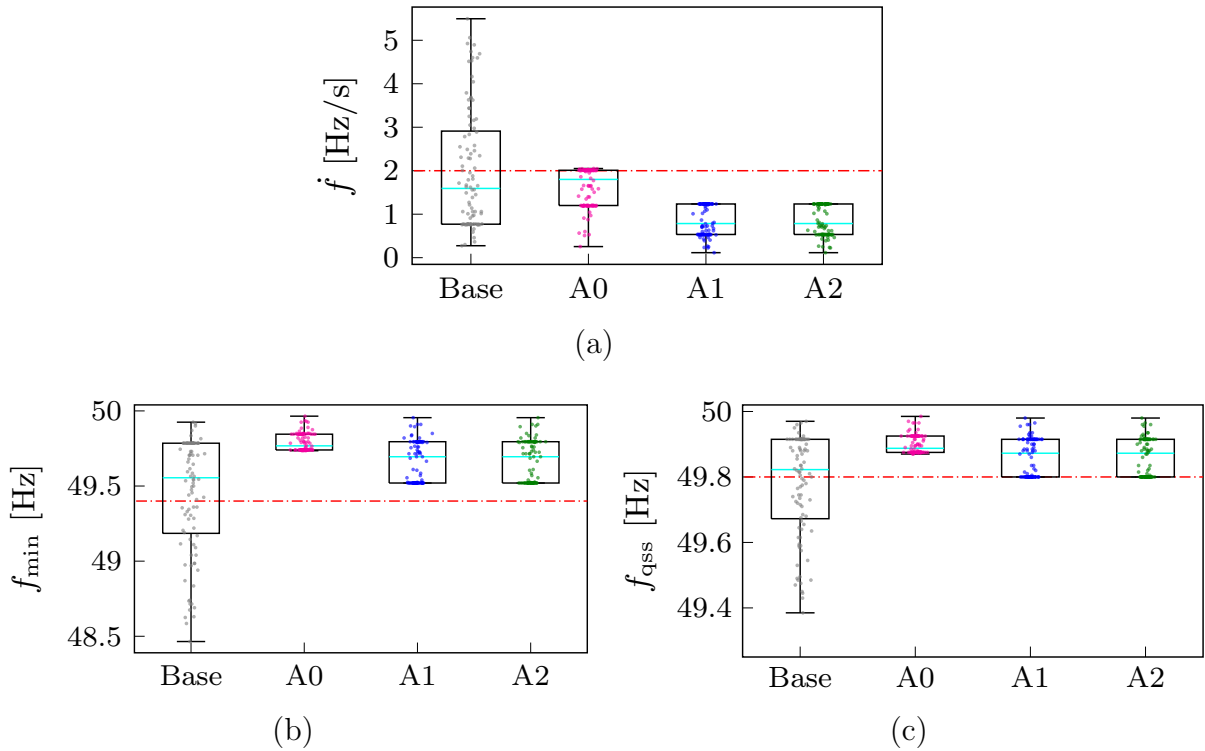 5
4
3
2
1
0
ḟ [Hz/s]
Base A0 A1 A2
(a)
50
49.5
49
48.5
f_min [Hz]
Base A0 A1 A2
(b)
50
49.8
49.6
49.4
f_qss [Hz]
Base A0 A1 A2
(c)